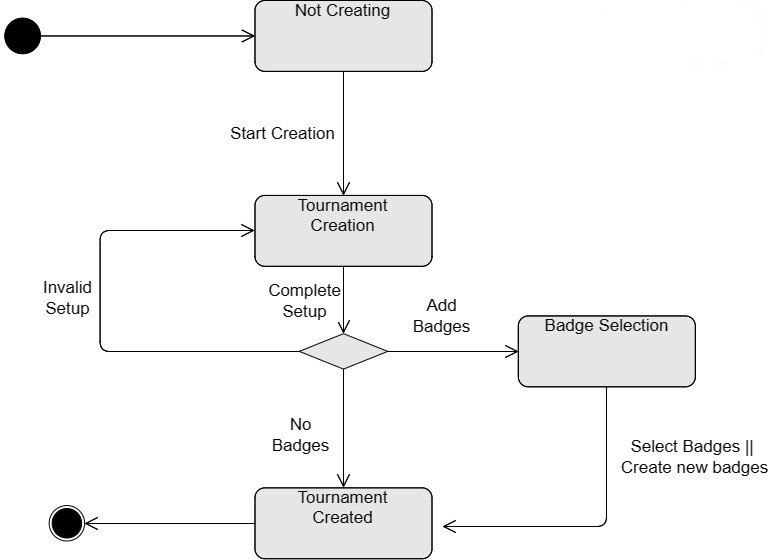 Not Creating
Start Creation
Tournament
Creation
Invalid
Setup
Complete
Setup
Add
Badges
Badge Selection
No
Badges
Select Badges ||
Create new badges
Tournament
Created